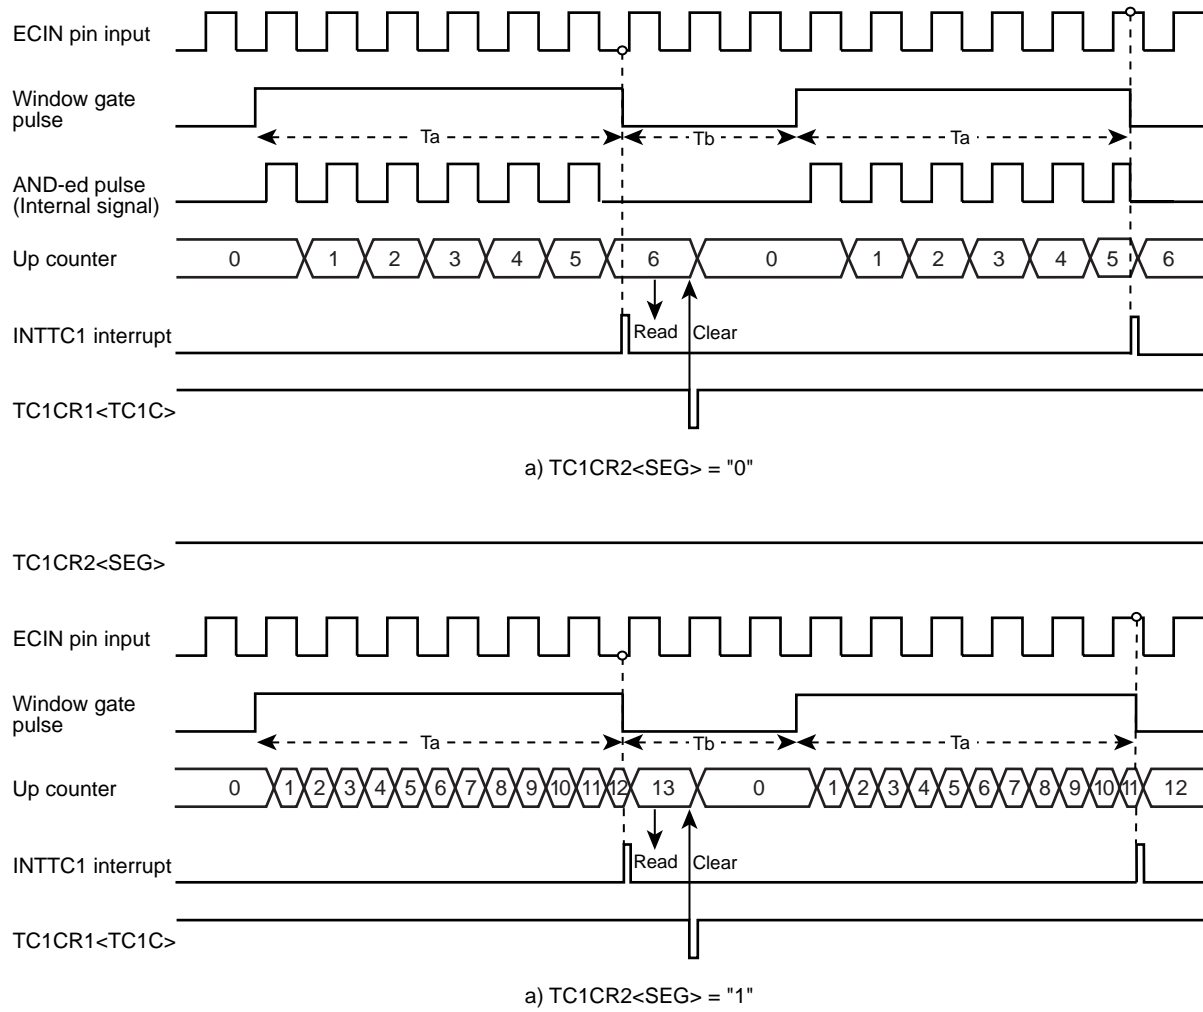 ECIN pin input
Window gate
pulse
Ta
Tb
Ta
AND-ed pulse
(Internal signal)
Up counter
0 1 2 3 4 5 6 0 1 2 3 4 5 6
INTTC1 interrupt
Read
Clear
TC1CR1<TC1C>
a) TC1CR2<SEG> = "0"
TC1CR2<SEG>
ECIN pin input
Window gate
pulse
Ta
Tb
Ta
Up counter
0 1 2 3 4 5 6 7 8 9 10 11 12 13 0 1 2 3 4 5 6 7 8 9 10 11 12
INTTC1 interrupt
Read
Clear
TC1CR1<TC1C>
a) TC1CR2<SEG> = "1"